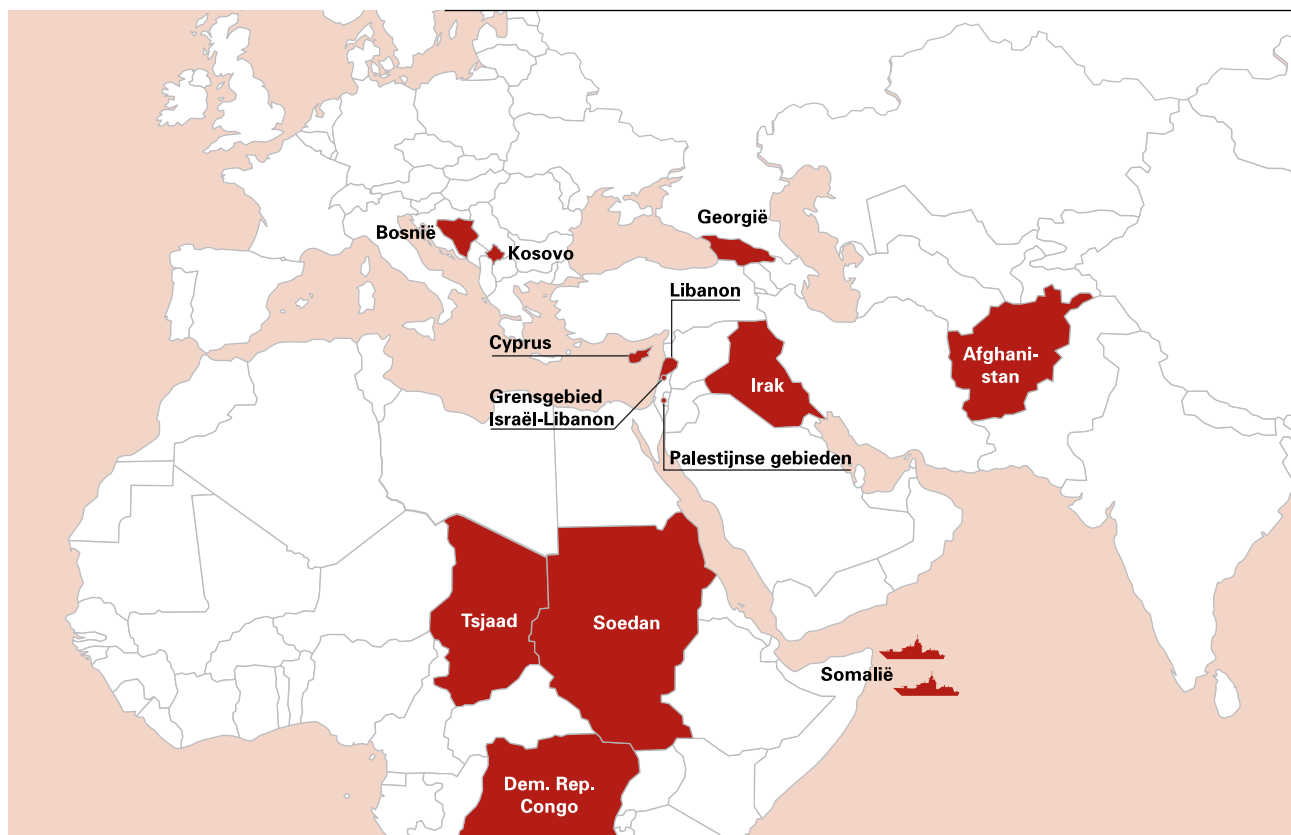 Georgië
Bosnië
Kosovo
Libanon
Cyprus
Afghani-
stan
Irak
Grensgebied
Israël-Libanon
Palestijnse gebieden
Tsjaad
Soedan
Somalië
Dem. Rep.
Congo